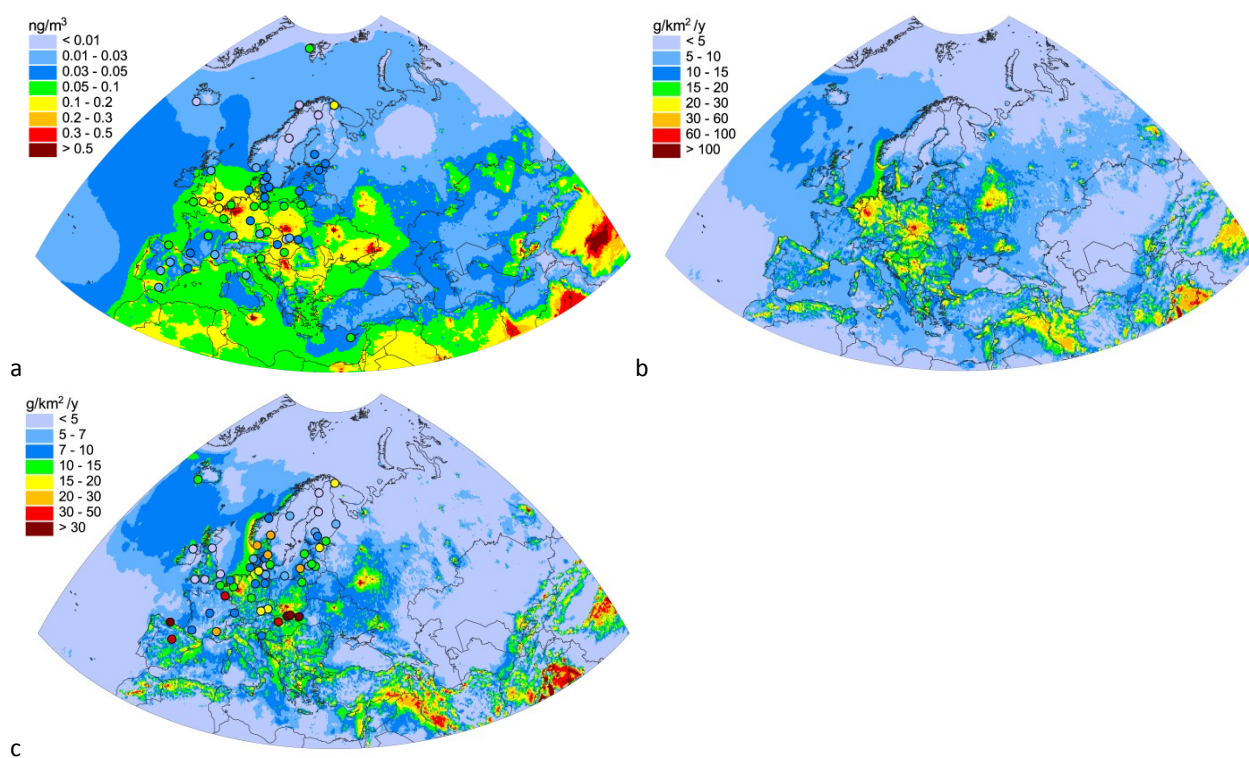 ng/m³
< 0.01
0.01 - 0.03
0.03 - 0.05
0.05 - 0.1
0.1 - 0.2
0.2 - 0.3
0.3 - 0.5
> 0.5
a
g/km² /y
< 5
5 - 10
10 - 15
15 - 20
20 - 30
30 - 60
60 - 100
> 100
b
g/km² /y
< 5
5 - 7
7 - 10
10 - 15
15 - 20
20 - 30
30 - 50
> 30
c